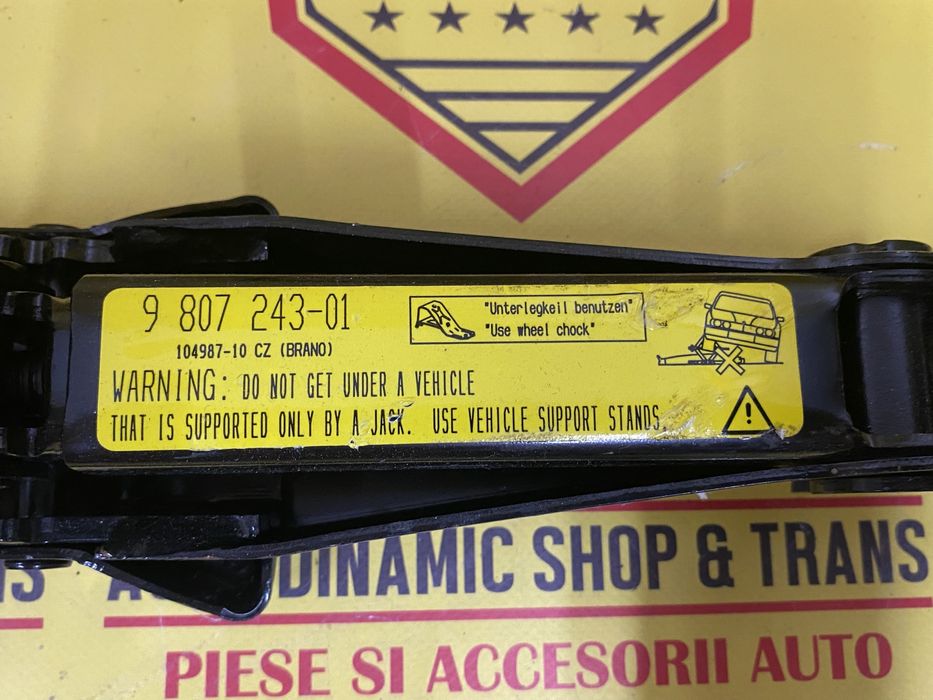 9 807 243-01
104987-10 CZ (BRANO)
"Unterlegkeil benutzen"
"Use wheel chock"
WARNING: DO NOT GET UNDER A VEHICLE
THAT IS SUPPORTED ONLY BY A JACK. USE VEHICLE SUPPORT STANDS.
DINAMIC SHOP & TRANS
PIESE SI ACCESORII AUTO